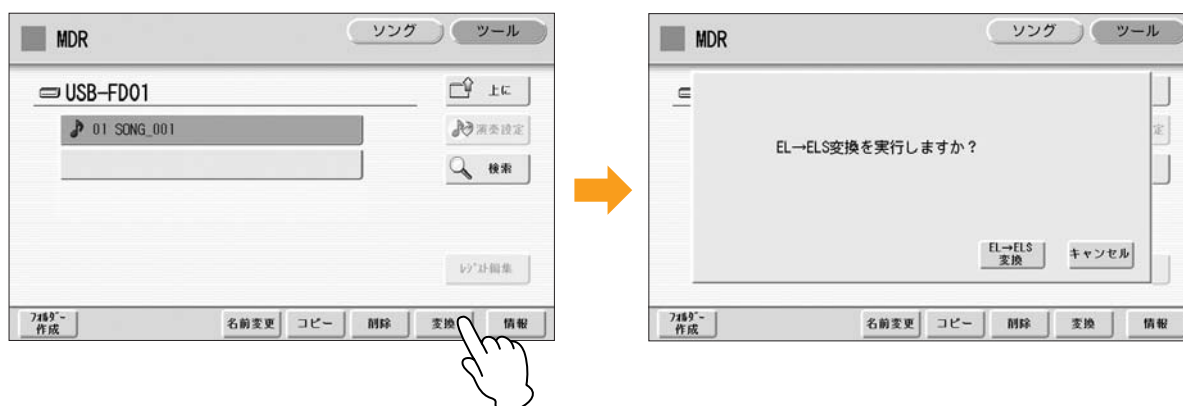 MDR
ソング
ツール
USB-FD01
上に
01 SONG_001
演奏設定
検索
レジスト編集
フォルダー
作成
名前変更
コピー
削除
変換
情報
MDR
ソング
ツール
定
EL→ELS変換を実行しますか？
EL→ELS
変換
キャンセル
フォルダー
作成
名前変更
コピー
削除
変換
情報